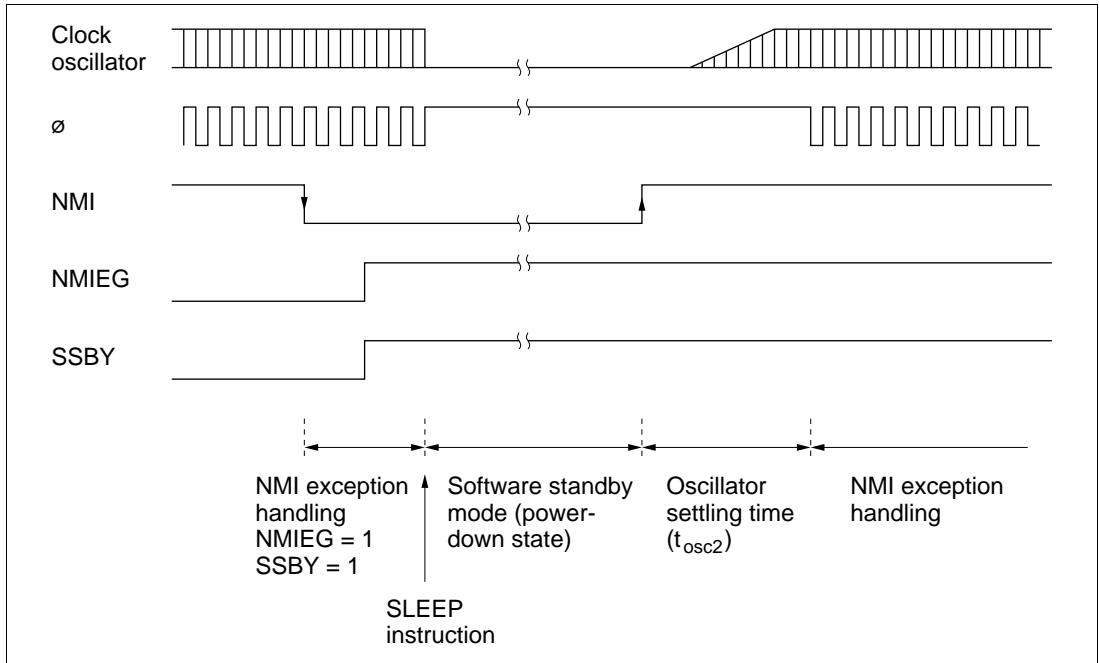 Clock
oscillator
ø
NMI
NMIEG
SSBY
NMI exception
handling
NMIEG = 1
SSBY = 1
Software standby
mode (power-
down state)
Oscillator
settling time
(tosc2)
NMI exception
handling
SLEEP
instruction